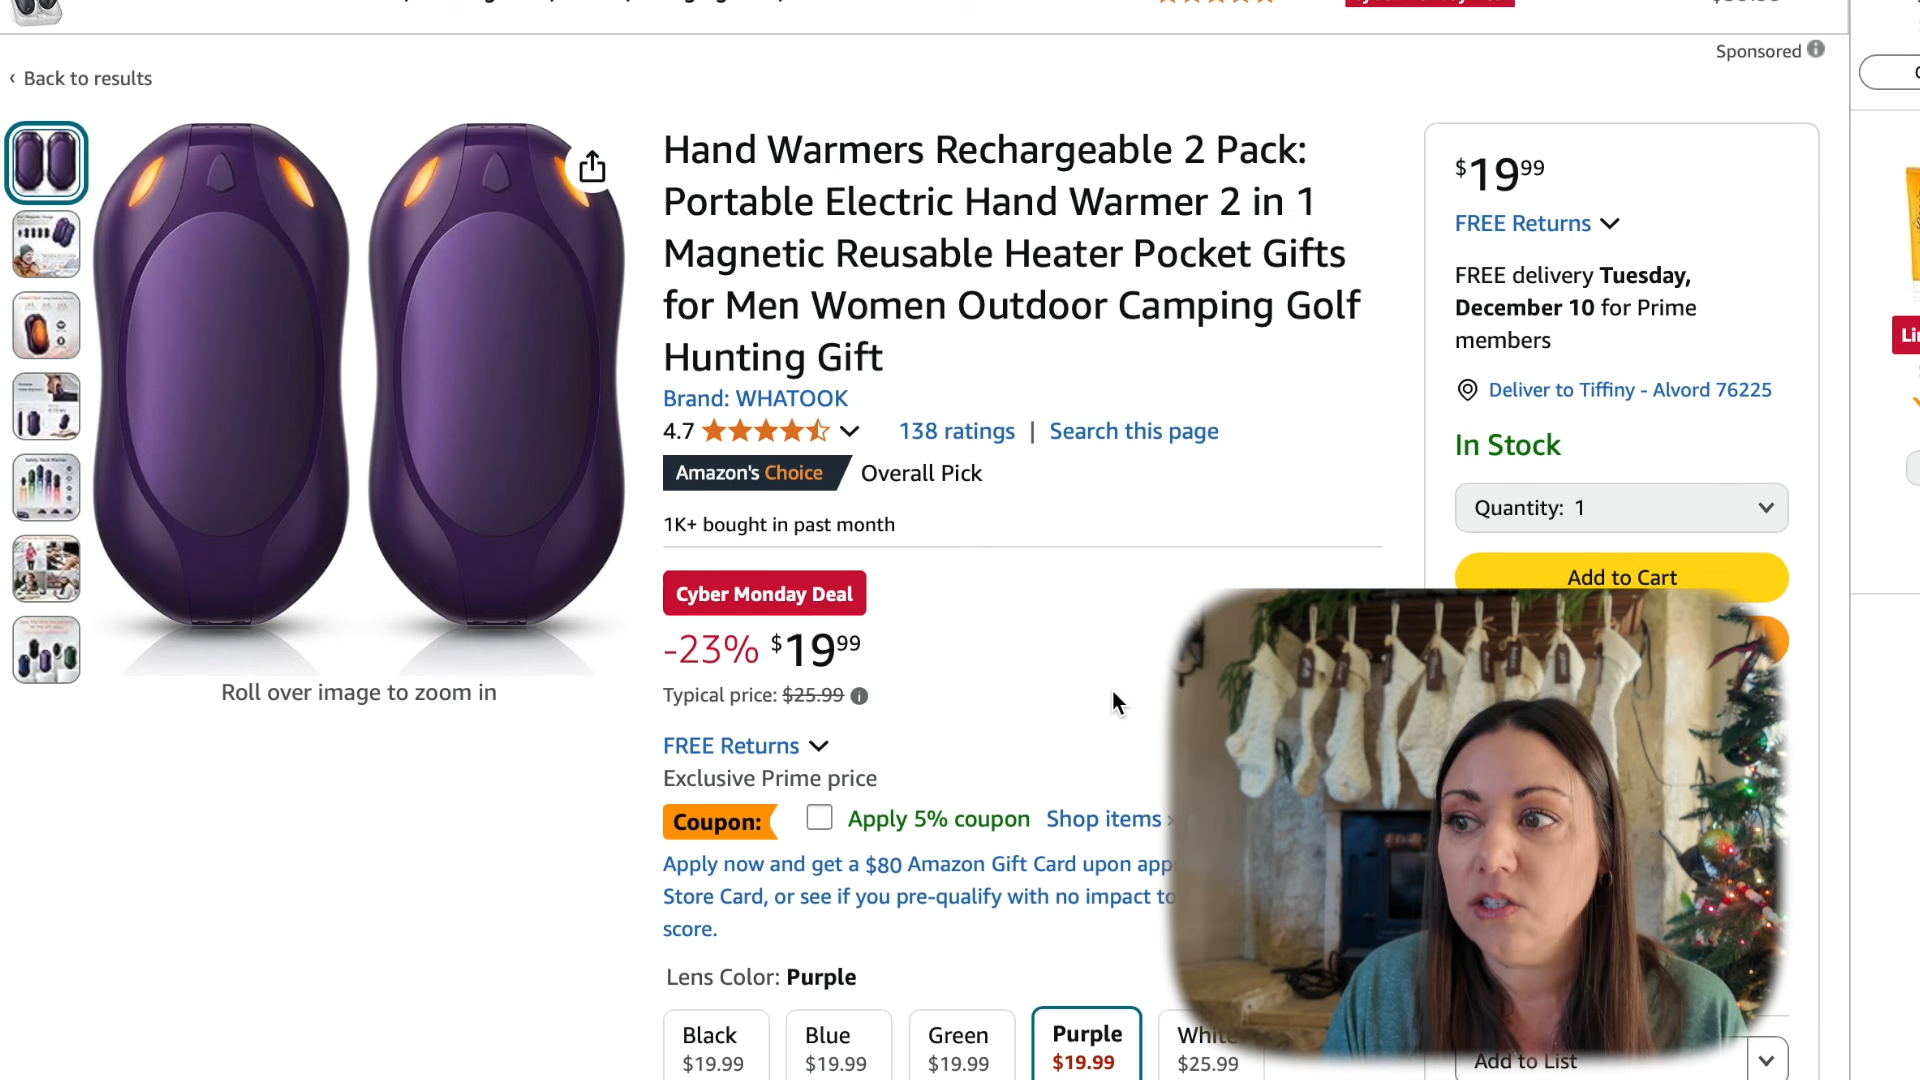 Sponsored
‹ Back to results
Hand Warmers Rechargeable 2 Pack:
Portable Electric Hand Warmer 2 in 1
Magnetic Reusable Heater Pocket Gifts
for Men Women Outdoor Camping Golf
Hunting Gift
Brand: WHATOOK
4.7
138 ratings | Search this page
Amazon's Choice Overall Pick
1K+ bought in past month
Cyber Monday Deal
-23% $19 99
Typical price: $25.99
FREE Returns
Exclusive Prime price
Coupon: Apply 5% coupon Shop items ›
Apply now and get a $80 Amazon Gift Card upon
Store Card, or see if you pre-qualify with no impact
score.
Lens Color: Purple
Black
$19.99
Blue
$19.99
Green
$19.99
Purple
$19.99
$25.99
Roll over image to zoom in
$19 99
FREE Returns
FREE delivery Tuesday,
December 10 for Prime
members
Deliver to Tiffiny - Alvord 76225
In Stock
Quantity: 1
Add to Cart
Add to List